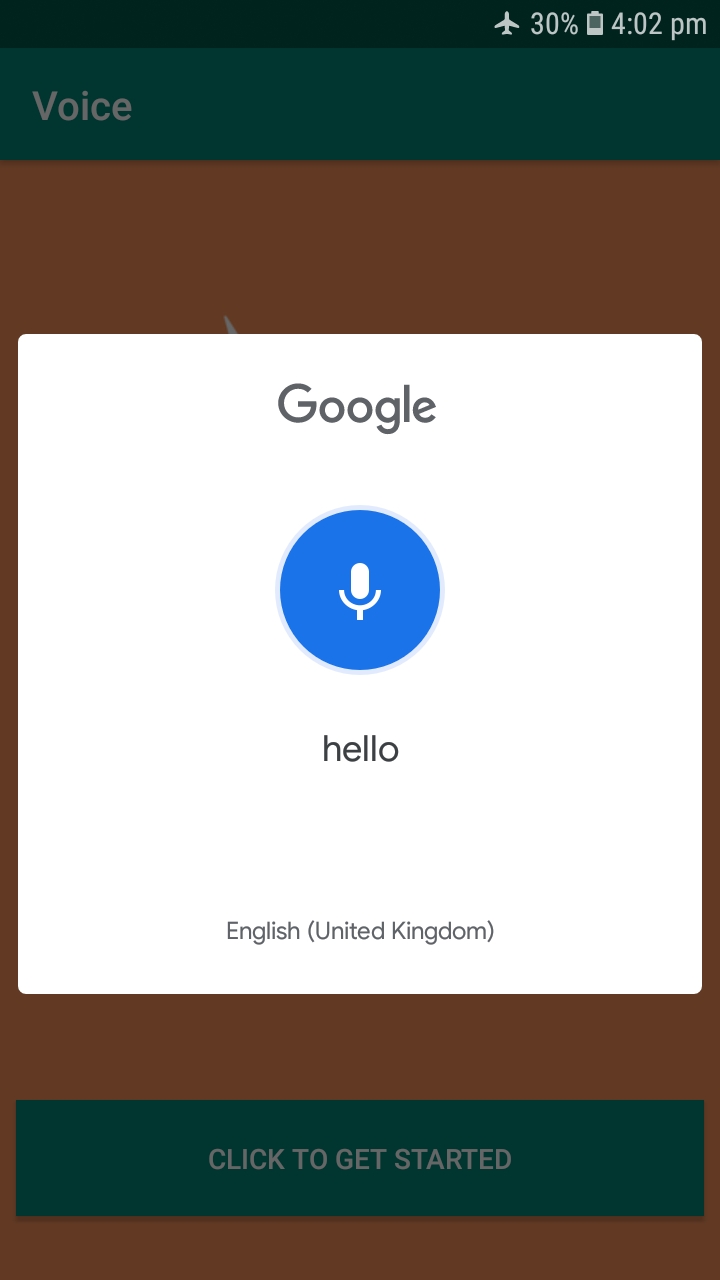 30% 4:02 pm
Voice
Google
hello
English (United Kingdom)
CLICK TO GET STARTED